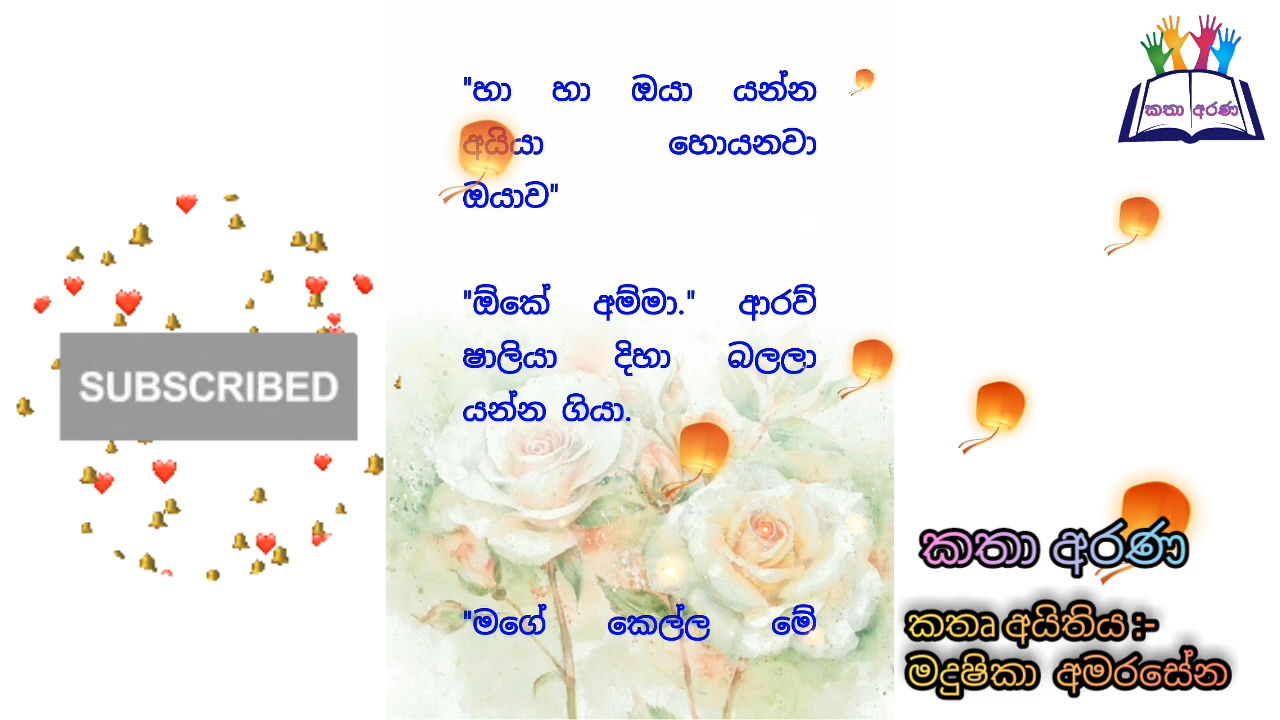 "හා හා ඔයා යන්න
අයියා හොයනවා
ඔයාව"
"ඕකේ අම්මා." ආරව්
ෂාලියා දිහා බලලා
යන්න ගියා.
"මගේ කෙල්ල මේ
SUBSCRIBED
කතා අරණ
කතා අරණ
කතෘ අයිතිය :-
මදුෂිකා අමරසේන